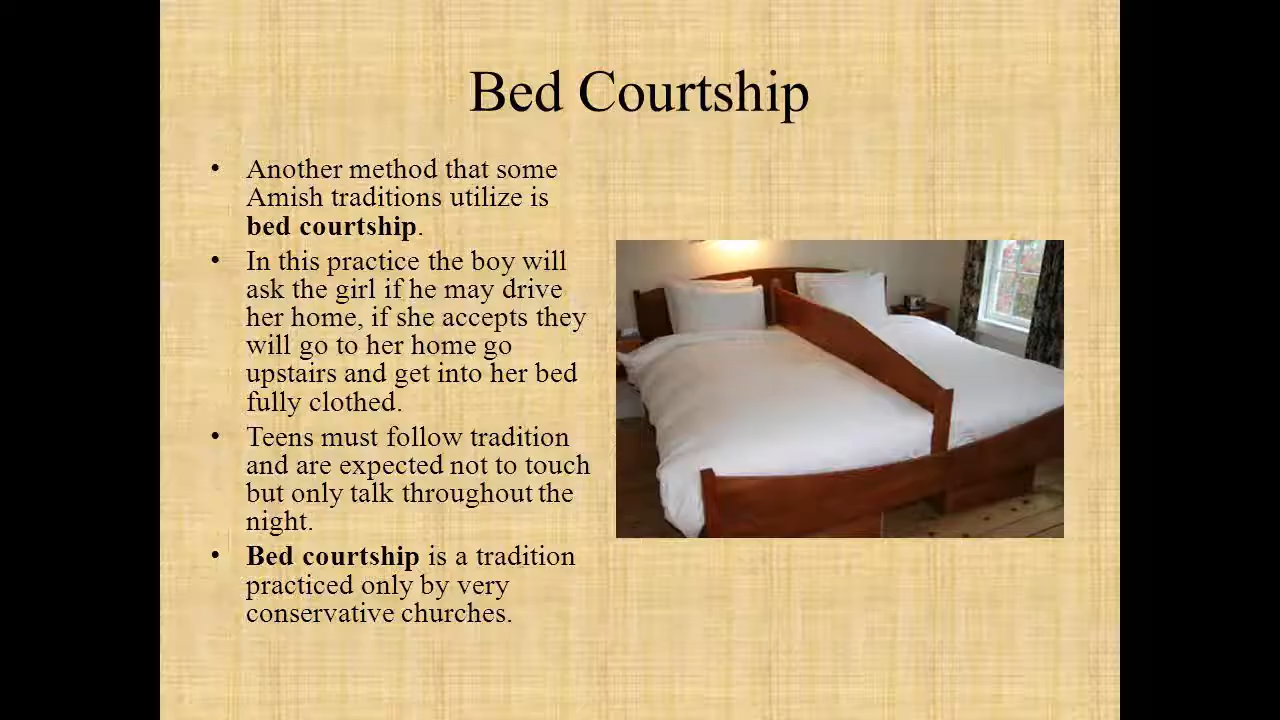 Bed Courtship
• Another method that some
Amish traditions utilize is
bed courtship.
• In this practice the boy will
ask the girl if he may drive
her home, if she accepts they
will go to her home go
upstairs and get into her bed
fully clothed.
• Teens must follow tradition
and are expected not to touch
but only talk throughout the
night.
• Bed courtship is a tradition
practiced only by very
conservative churches.